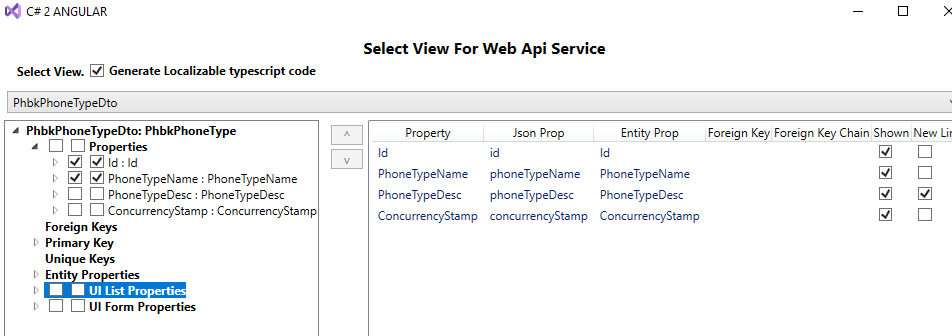 C# 2 ANGULAR
Select View For Web Api Service
Select View. Generate Localizable typescript code
PhbkPhoneTypeDto
PhbkPhoneTypeDto: PhbkPhoneType
Properties
Id : Id
PhoneTypeName : PhoneTypeName
PhoneTypeDesc : PhoneTypeDesc
ConcurrencyStamp : ConcurrencyStamp
Foreign Keys
Primary Key
Unique Keys
Entity Properties
UI List Properties
UI Form Properties
Property Json Prop Entity Prop Foreign Key Foreign Key Chain Shown New Lin
Id id Id
PhoneTypeName phoneTypeName PhoneTypeName
PhoneTypeDesc phoneTypeDesc PhoneTypeDesc
ConcurrencyStamp concurrencyStamp ConcurrencyStamp